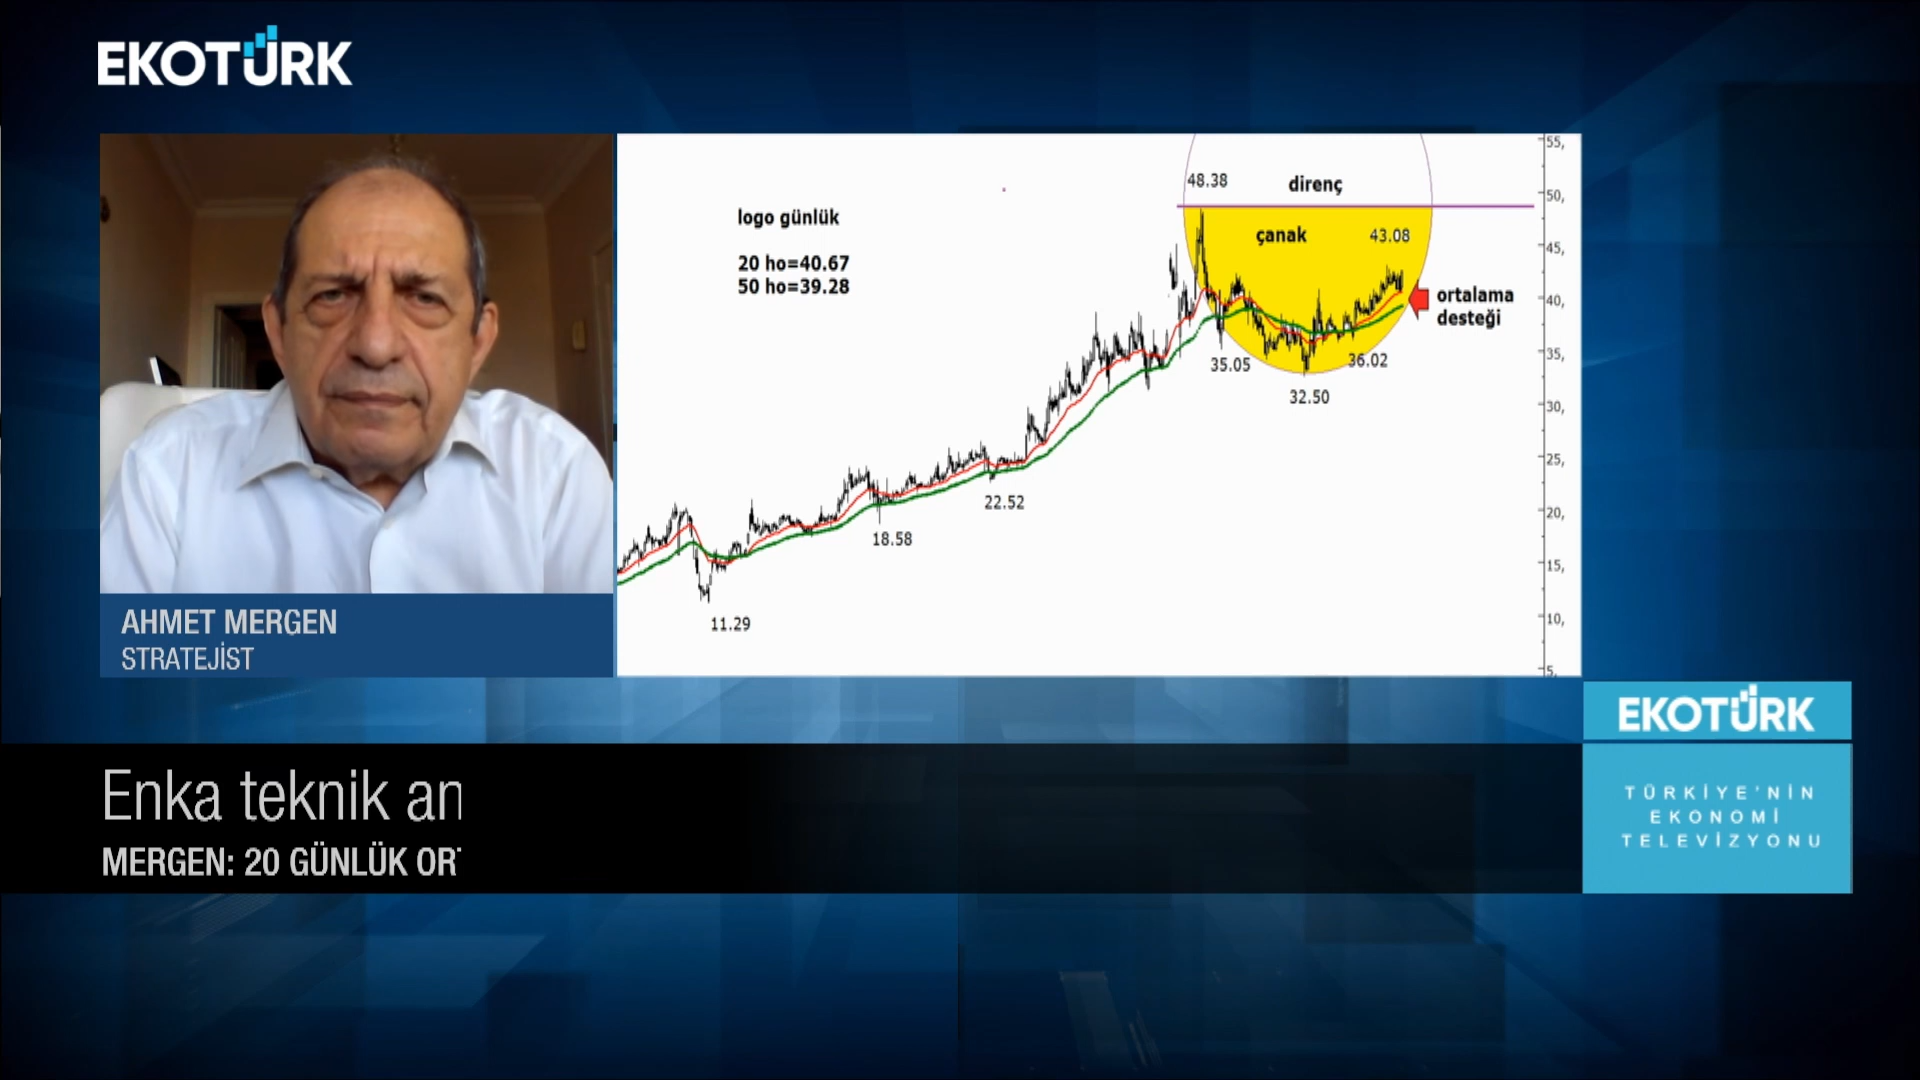 EKOTÜRK
48.38
direnç
logo günlük
çanak
43.08
20 ho=40.67
50 ho=39.28
ortalama
desteği
35.05
36.02
32.50
22.52
18.58
11.29
55,
50,
45,
40,
35,
30,
25,
20,
15,
10,
5,
AHMET MERGEN
STRATEJİST
EKOTÜRK
Enka teknik an
MERGEN: 20 GÜNLÜK OR
TÜRKİYE'NİN
EKONOMİ
TELEVİZYONU